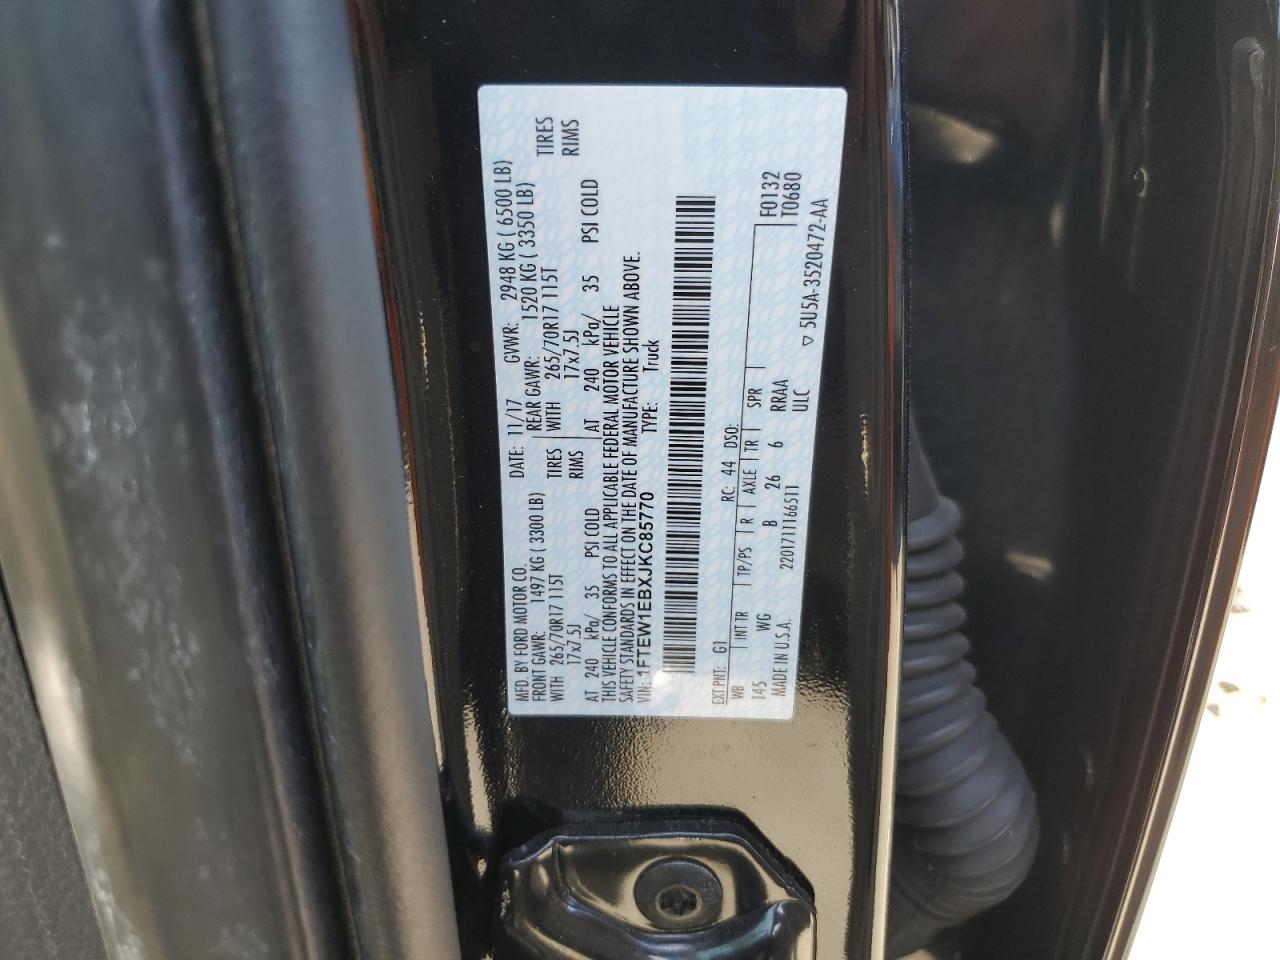 MFD. BY FORD MOTOR CO.
DATE: 11/17 GVWR: 2948 KG ( 6500 LB)
FRONT GAWR: 1497 KG ( 3300 LB)
REAR GAWR: 1520 KG ( 3350 LB)
WITH 265/70R17 115T TIRES
WITH 265/70R17 115T TIRES
17x7.5J RIMS
17x7.5J RIMS
AT 240 kPa/ 35 PSI COLD
AT 240 kPa/ 35 PSI COLD
THIS VEHICLE CONFORMS TO ALL APPLICABLE FEDERAL MOTOR VEHICLE
SAFETY STANDARDS IN EFFECT ON THE DATE OF MANUFACTURE SHOWN ABOVE.
VIN: 1FTEW1EBXJKC85770 TYPE: Truck
EXT PNT: G1 RC: 44 DSO:
WB INT TR TP/PS R AXLE TR SPR
F0132
T0680
145 WG B 26 6 RRAA
MADE IN U.S.A. 2201711166511 ULC
▽ 5U5A-3520472-AA